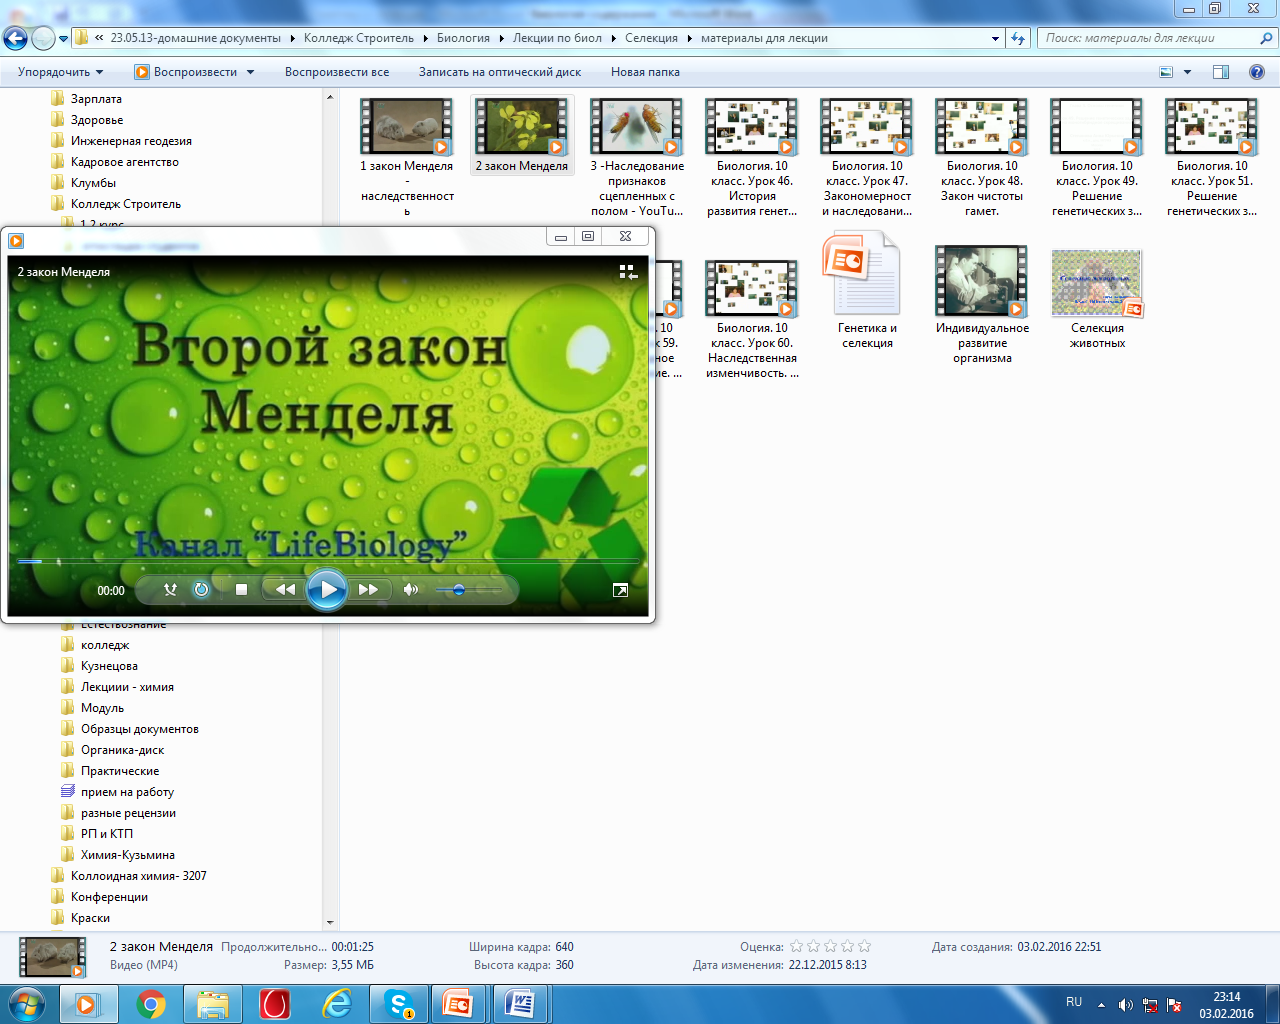 « 23.05.13-домашние документы Колледж Строитель Биология Лекции по биол Селекция материалы для лекции
Поиск: материалы для лекции
Упорядочить Воспроизвести Воспроизвести все Записать на оптический диск Новая папка
Зарплата
Здоровье
Инженерная геодезия
Кадровое агентство
Клумбы
Колледж Строитель
1 закон Менделя
-
наследственност
ь
2 закон Менделя
3 -Наследование
признаков
сцепленных с
полом - YouTu...
Биология. 10
класс. Урок 46.
История
развития генет...
Биология. 10
класс. Урок 47.
Закономерност
и наследовани...
Биология. 10
класс. Урок 48.
Закон чистоты
гамет.
Биология. 10
класс. Урок 49.
Решение
генетических з...
Биология. 10
класс. Урок 51.
Решение
генетических з...
2 закон Менделя
Второй закон
Менделя
Канал “LifeBiology”
00:00
Биология. 10
класс. Урок 60.
Наследственная
изменчивость. ...
Генетика и
селекция
Индивидуальное
развитие
организма
Селекция
животных
Естествознание
колледж
Кузнецова
Лекциии - химия
Модуль
Образцы документов
Органика-диск
Практические
прием на работу
разные рецензии
РП и КТП
Химия-Кузьмина
Коллоидная химия- 3207
Конференции
Краски
2 закон Менделя Продолжительно... 00:01:25 Ширина кадра: 640 Оценка: Дата создания: 03.02.2016 22:51
Видео (MP4) Размер: 3,55 МБ Высота кадра: 360 Дата изменения: 22.12.2015 8:13
RU
23:14
03.02.2016